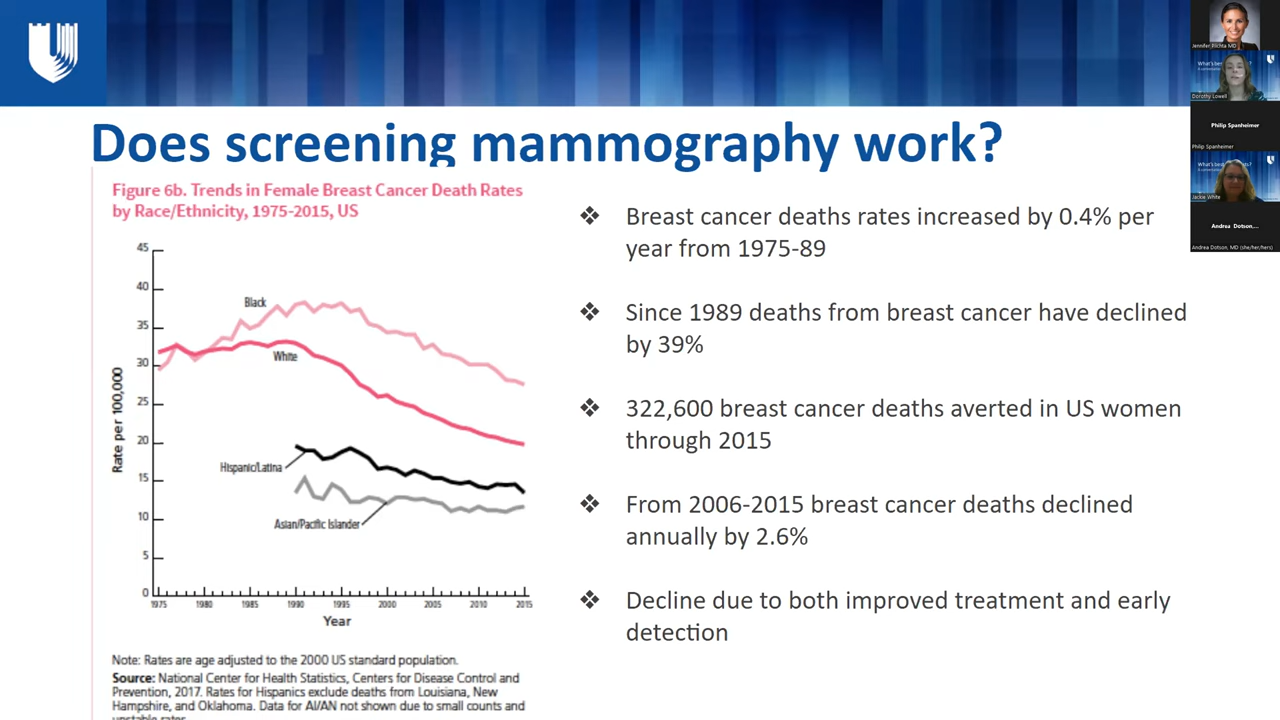 Does screening mammography work?
Figure 6b. Trends in Female Breast Cancer Death Rates
by Race/Ethnicity, 1975-2015, US
45
40
35
30
25
20
15
10
5
0
Rate per 100,000
Black
White
Hispanic/Latina
Asian/Pacific Islander
1975 1980 1985 1990 1995 2000 2005 2010 2015
Year
Note: Rates are age adjusted to the 2000 US standard population.
Source: National Center for Health Statistics, Centers for Disease Control and
Prevention, 2017. Rates for Hispanics exclude deaths from Louisiana, New
Hampshire, and Oklahoma. Data for AI/AN not shown due to small counts and
unstable rates
❖ Breast cancer deaths rates increased by 0.4% per
year from 1975-89
❖ Since 1989 deaths from breast cancer have declined
by 39%
❖ 322,600 breast cancer deaths averted in US women
through 2015
❖ From 2006-2015 breast cancer deaths declined
annually by 2.6%
❖ Decline due to both improved treatment and early
detection
Jennifer Plichta MD
Dorothy Lowell
Philip Spanheimer
Philip Spanheimer
Jackie White
Andrea Dotson,...
Andrea Dotson, MD (she/her/hers)